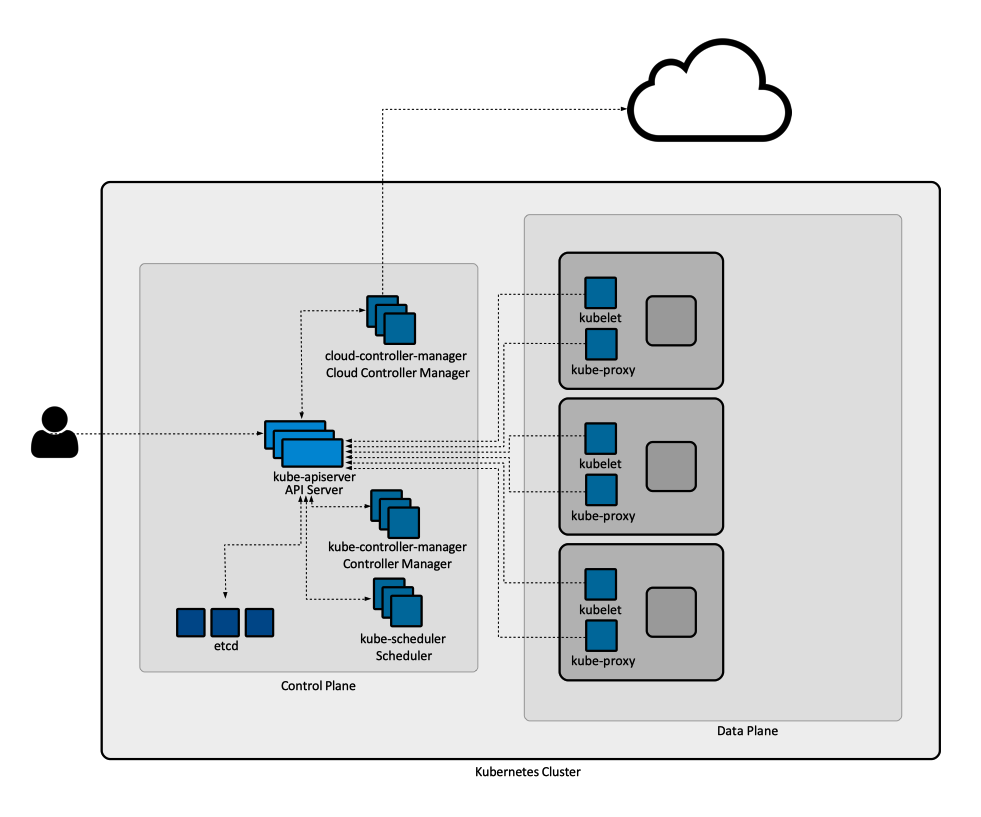 cloud-controller-manager
Cloud Controller Manager
kube-apiserver
API Server
kube-controller-manager
Controller Manager
kube-scheduler
Scheduler
etcd
Control Plane
kubelet
kube-proxy
kubelet
kube-proxy
kubelet
kube-proxy
Data Plane
Kubernetes Cluster